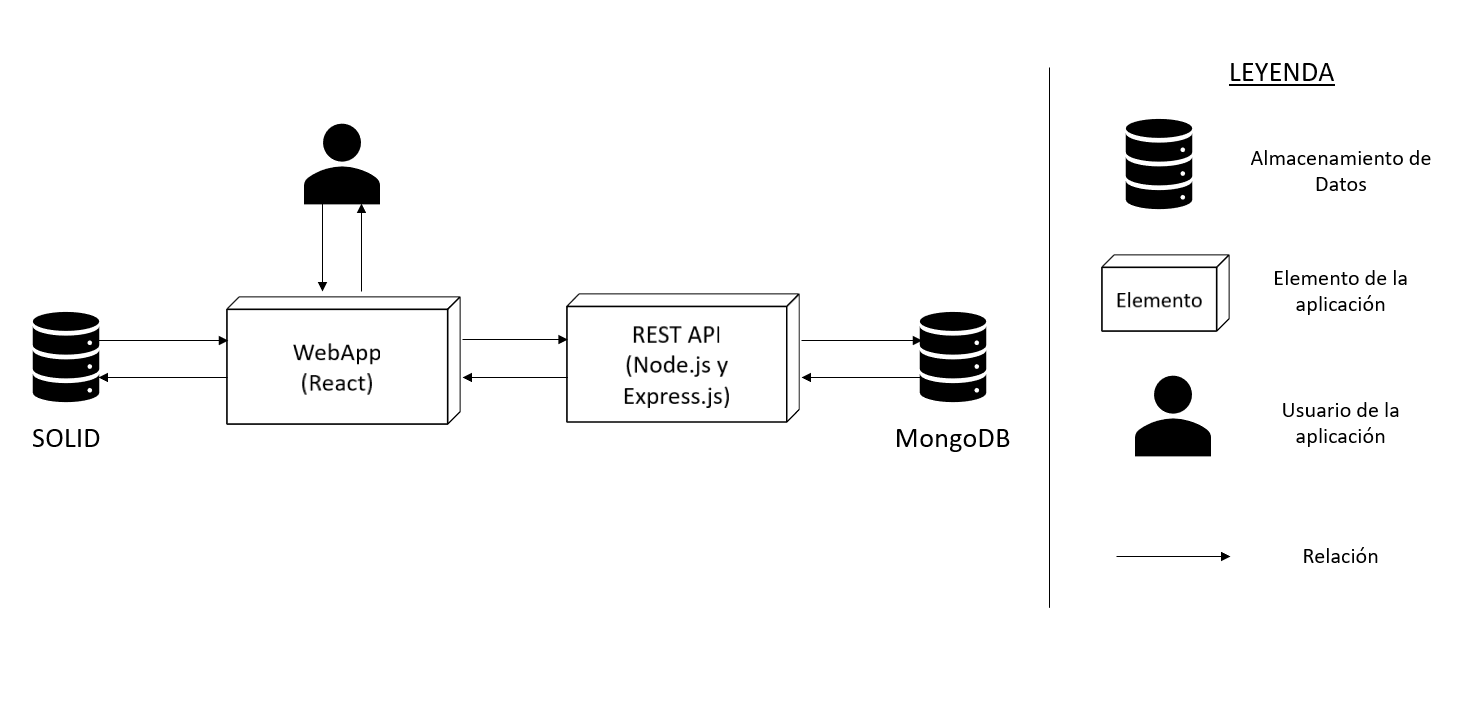 WebApp
(React)
REST API
(Node.js y
Express.js)
SOLID
MongoDB
LEYENDA
Almacenamiento de
Datos
Elemento
Elemento de la
aplicación
Usuario de la
aplicación
Relación